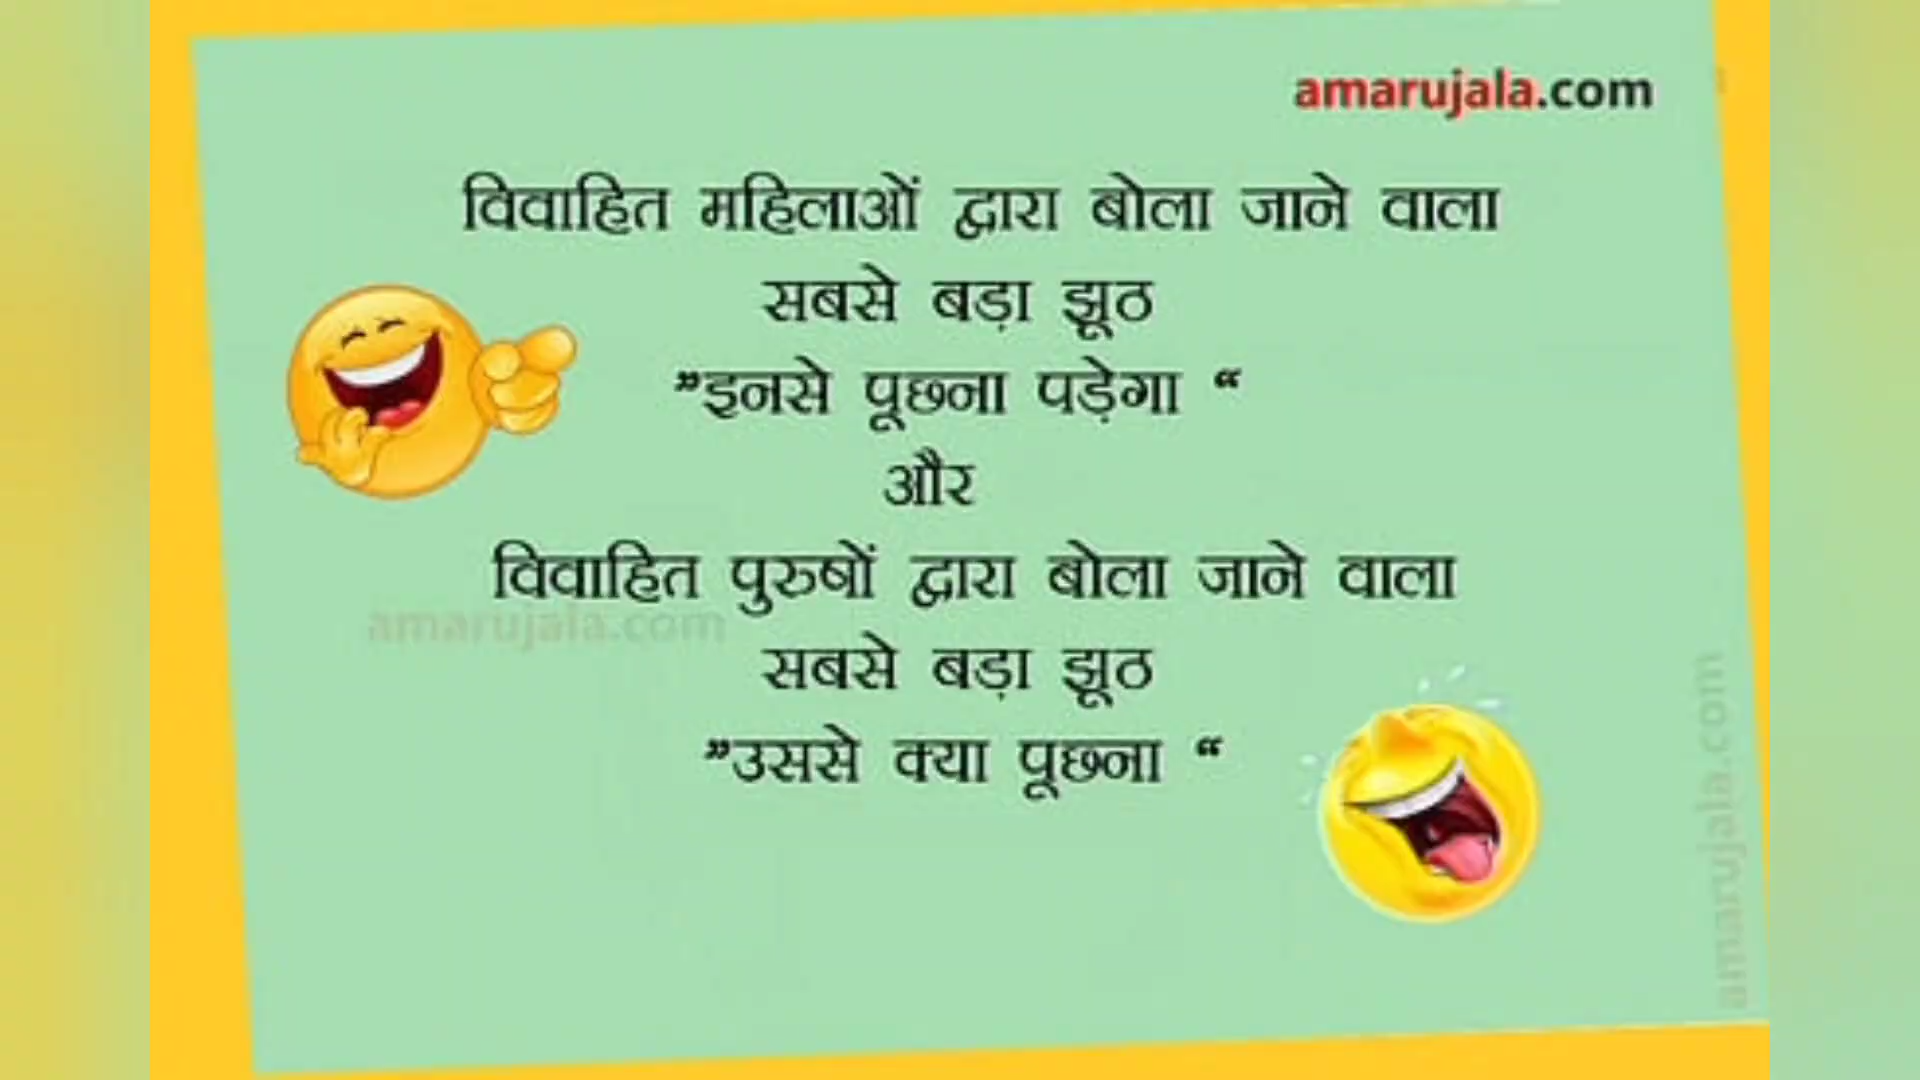 amarujala.com
विवाहित महिलाओं द्वारा बोला जाने वाला
सबसे बड़ा झूठ
”इनसे पूछना पड़ेगा “
और
विवाहित पुरुषों द्वारा बोला जाने वाला
amarujala.com
सबसे बड़ा झूठ
”उससे क्या पूछना “
amarujala.com